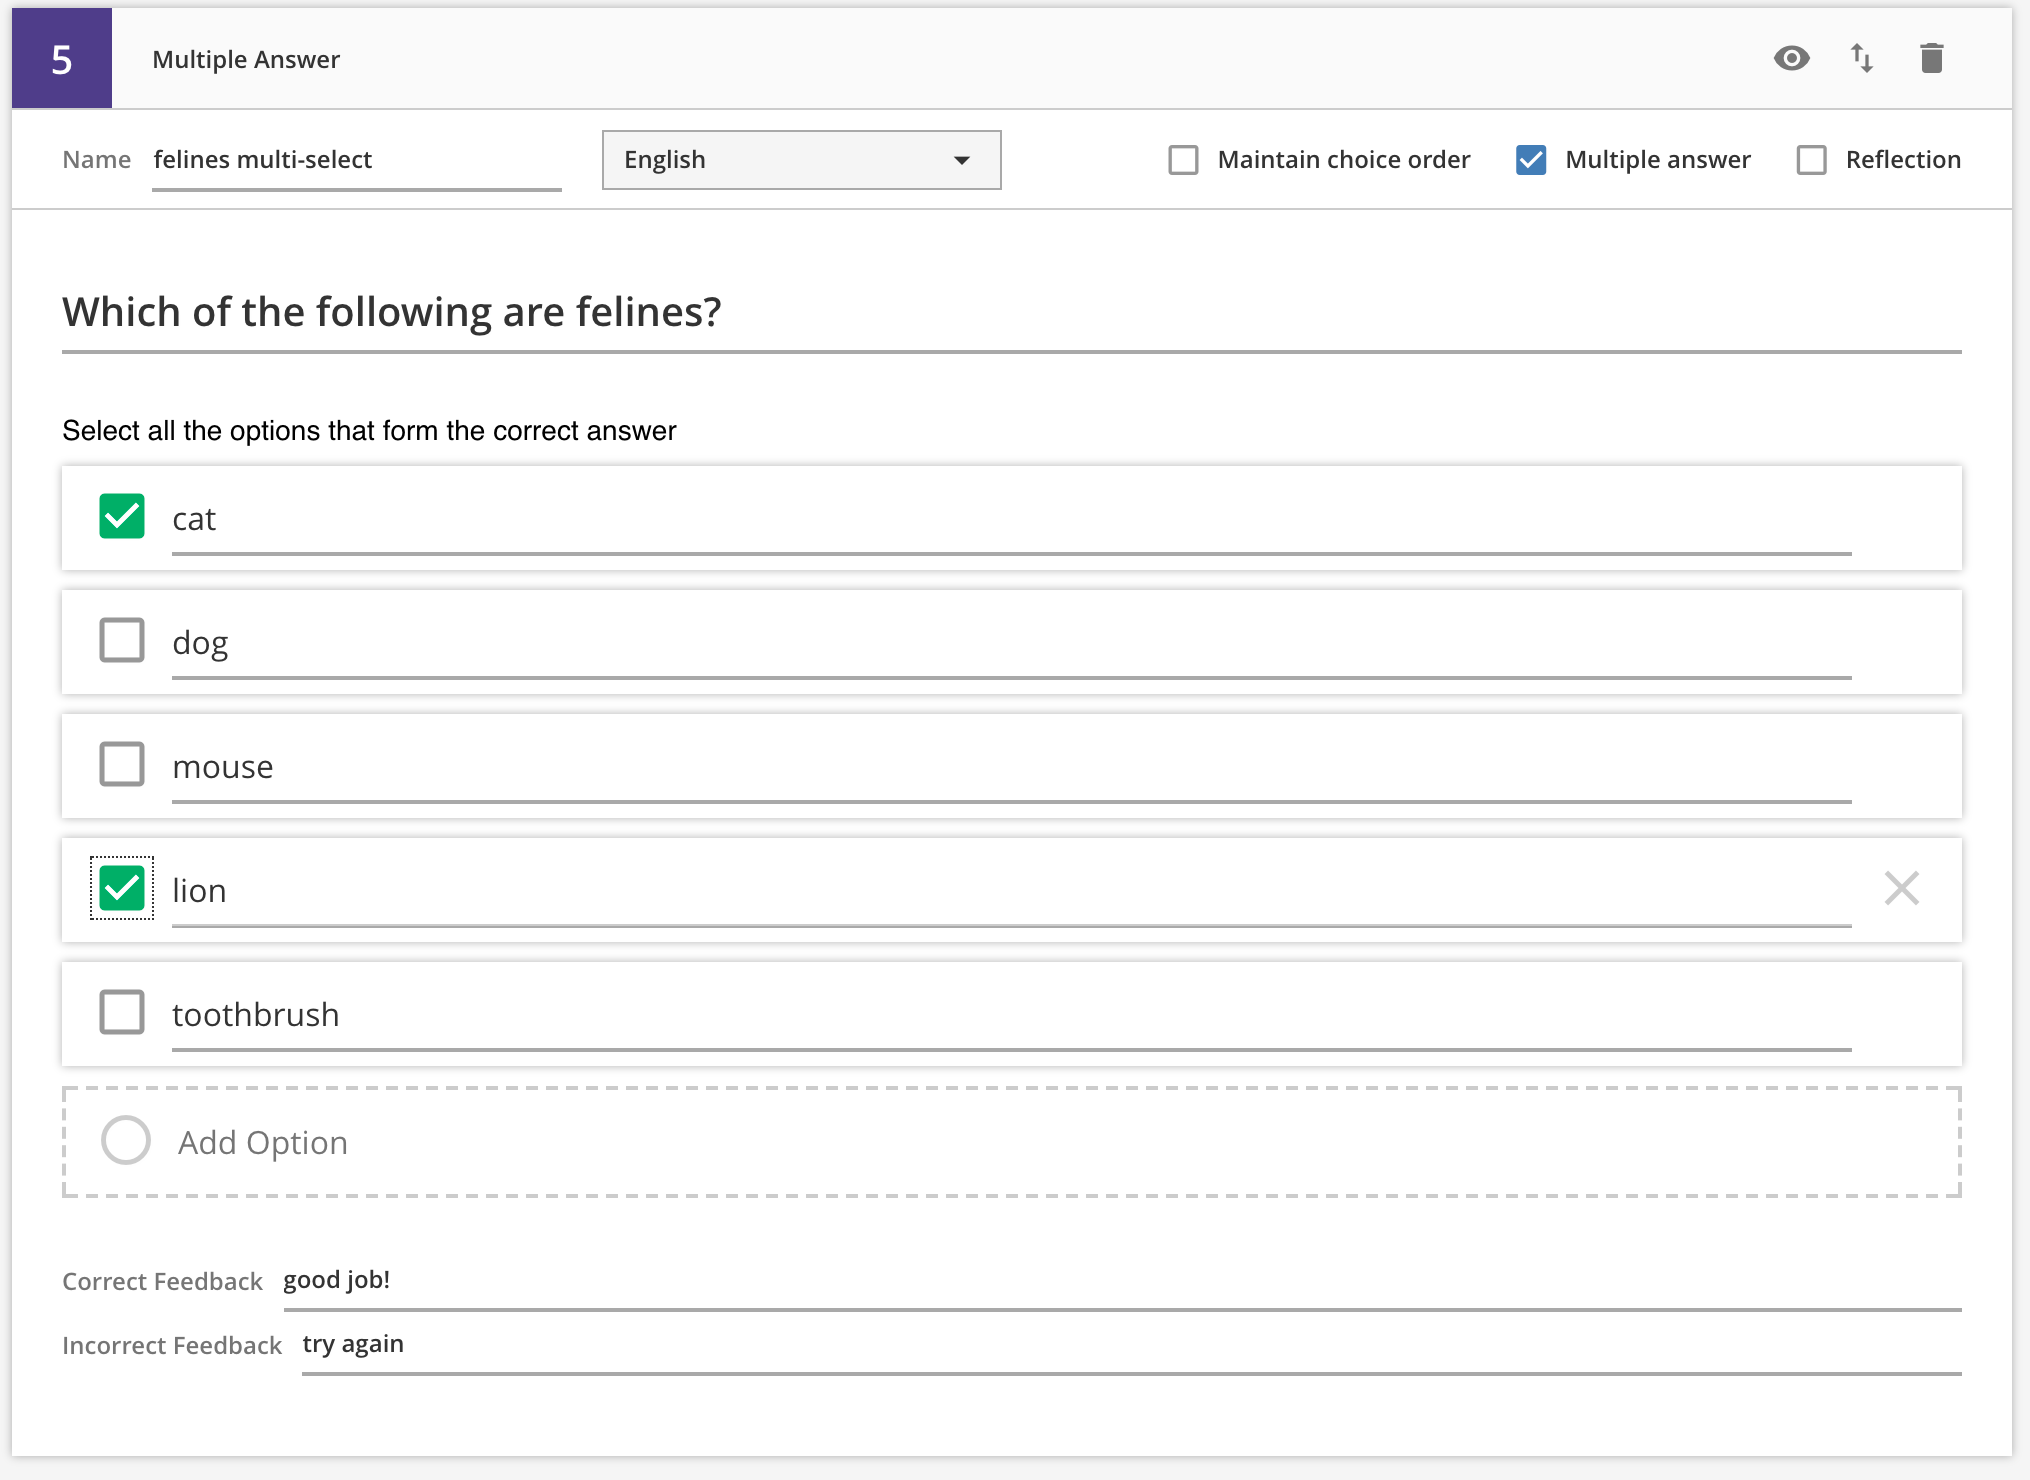 5 Multiple Answer
Name felines multi-select English Maintain choice order Multiple answer Reflection
Which of the following are felines?
Select all the options that form the correct answer
cat
dog
mouse
lion
toothbrush
Add Option
Correct Feedback good job!
Incorrect Feedback try again